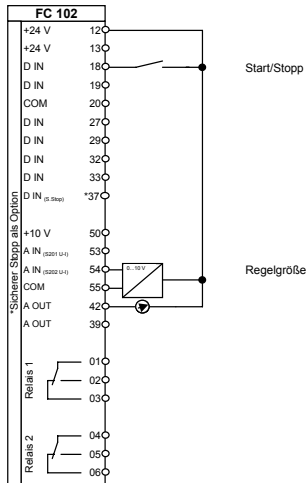 FC 102
+24 V 12
+24 V 13
D IN 18 Start/Stopp
D IN 19
COM 20
D IN 27
D IN 29
D IN 32
D IN 33
D IN (S.Stop) *37
*Sicherer Stopp als Option
+10 V 50
A IN (S201 U-I) 53
A IN (S202 U-I) 54 0...10 V Regelgröße
COM 55
A OUT 42
A OUT 39
Relais 1
01
02
03
Relais 2
04
05
06